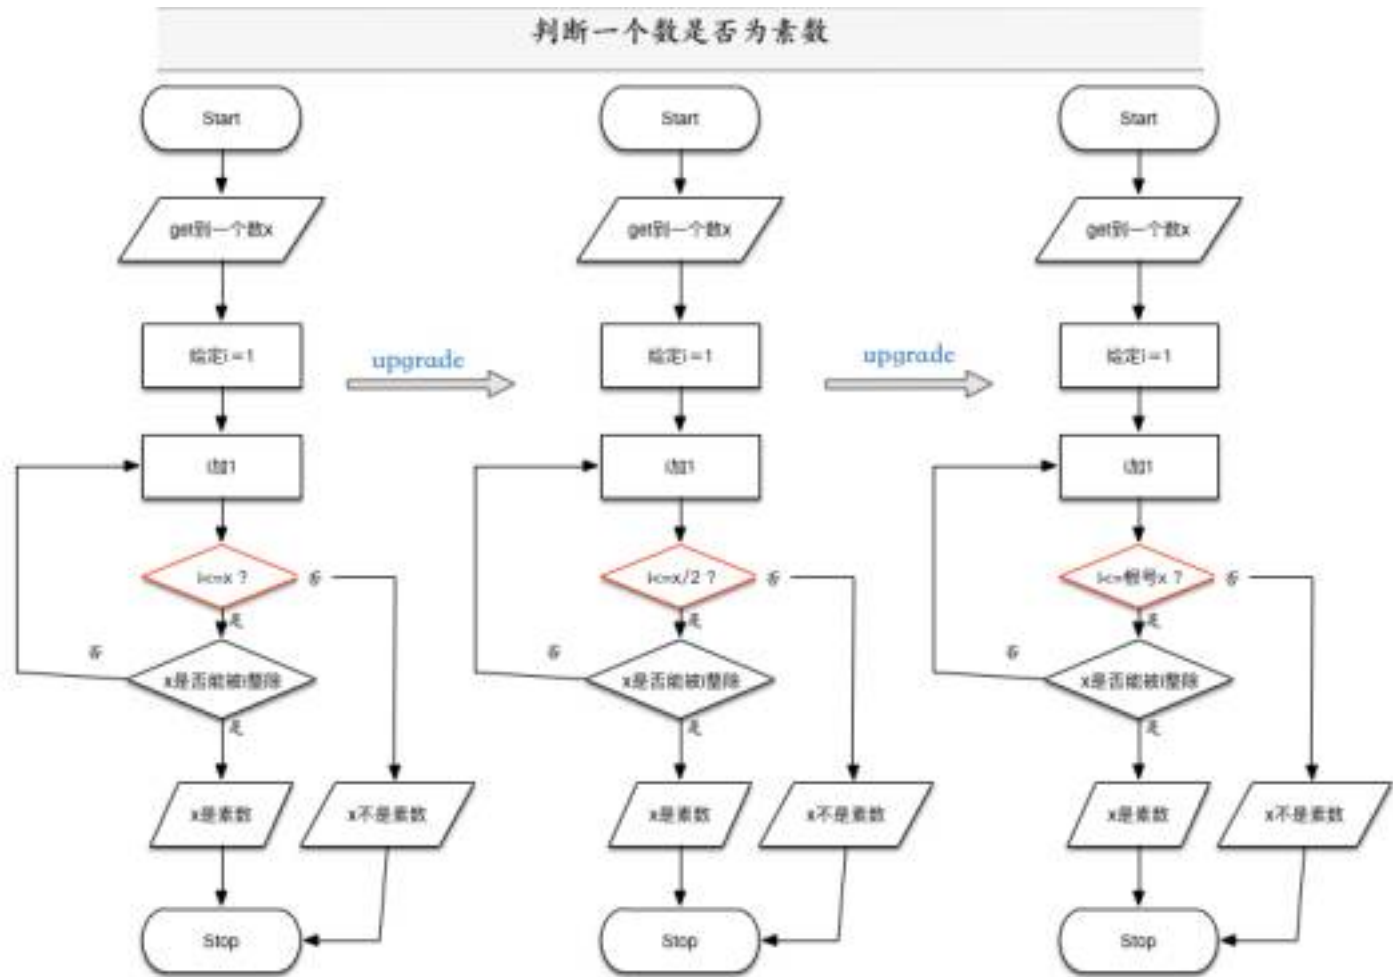 判断一个数是否为素数
Start
get到一个数x
给定i=1
i加1
i<=x ?
否
是
否
x是否能被i整除
是
x是素数
x不是素数
Stop
upgrade
Start
get到一个数x
给定i=1
i加1
i<=x/2 ?
否
是
否
x是否能被i整除
是
x是素数
x不是素数
Stop
upgrade
Start
get到一个数x
给定i=1
i加1
i<=根号x ?
否
是
否
x是否能被i整除
是
x是素数
x不是素数
Stop